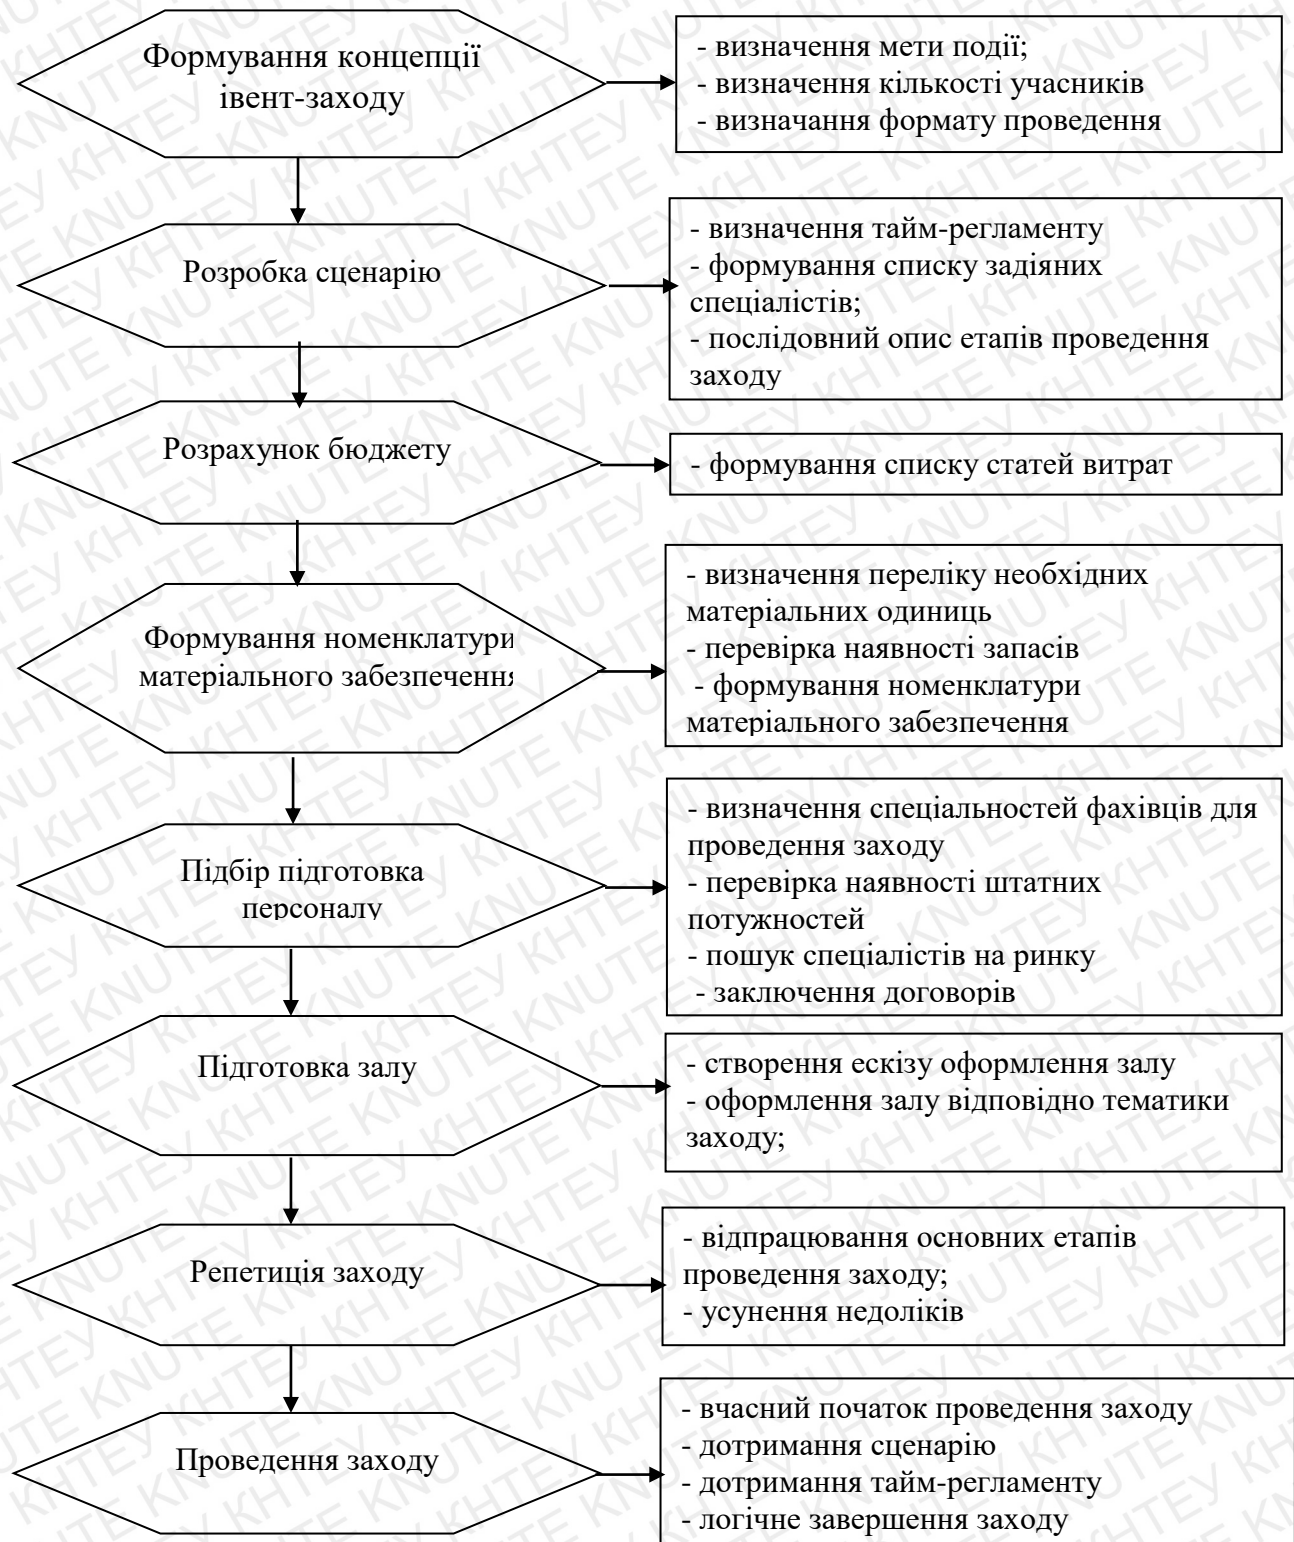 Формування концепції
івент-заходу
- визначення мети події;
- визначення кількості учасників
- визначання формату проведення
Розробка сценарію
- визначення тайм-регламенту
- формування списку задіяних
спеціалістів;
- послідовний опис етапів проведення
заходу
Розрахунок бюджету
- формування списку статей витрат
Формування номенклатури
матеріального забезпечення
- визначення переліку необхідних
матеріальних одиниць
- перевірка наявності запасів
- формування номенклатури
матеріального забезпечення
Підбір підготовка
персоналу
- визначення спеціальностей фахівців для
проведення заходу
- перевірка наявності штатних
потужностей
- пошук спеціалістів на ринку
- заключення договорів
Підготовка залу
- створення ескізу оформлення залу
- оформлення залу відповідно тематики
заходу;
Репетиція заходу
- відпрацювання основних етапів
проведення заходу;
- усунення недоліків
Проведення заходу
- вчасний початок проведення заходу
- дотримання сценарію
- дотримання тайм-регламенту
- логічне завершення заходу